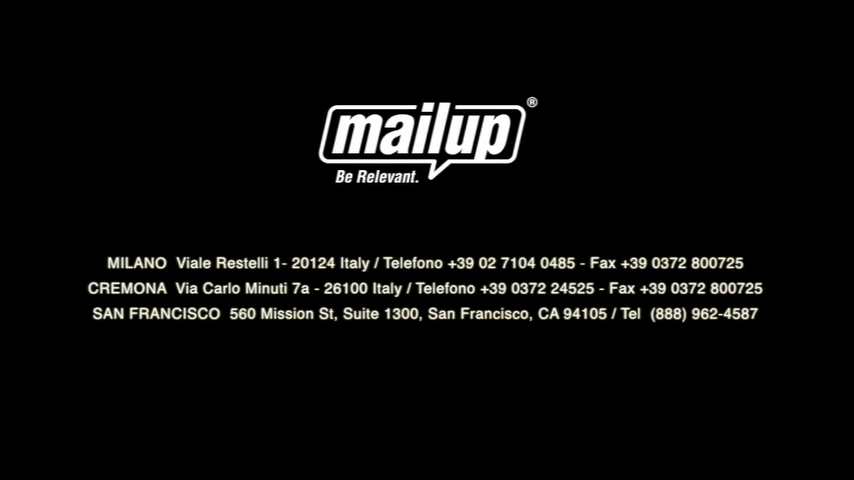 mailup®
Be Relevant.
MILANO Viale Restelli 1- 20124 Italy / Telefono +39 02 7104 0485 - Fax +39 0372 800725
CREMONA Via Carlo Minuti 7a - 26100 Italy / Telefono +39 0372 24525 - Fax +39 0372 800725
SAN FRANCISCO 560 Mission St, Suite 1300, San Francisco, CA 94105 / Tel (888) 962-4587